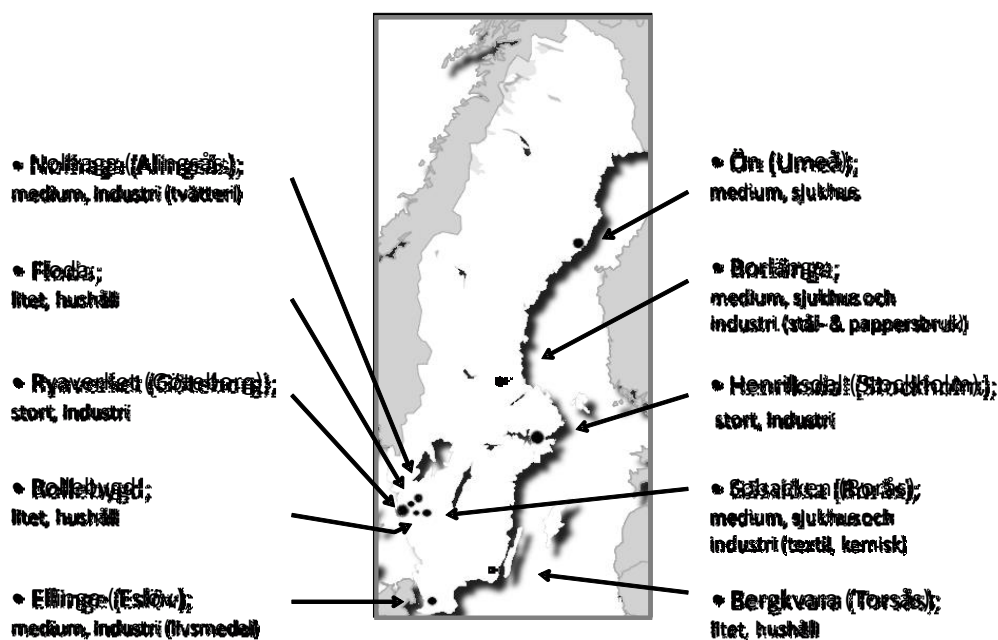 • Nolhaga (Alingsås);
medium, industri (tvätteri)
• Floda;
litet, hushåll
• Ryaverket (Göteborg);
stort, industri
• Bollebygd;
litet, hushåll
• Ellinge (Eslöv);
medium, industri (livsmedel)
• Ön (Umeå);
medium, sjukhus
• Borlänge;
medium, sjukhus och
industri (stål- & pappersbruk)
• Henriksdal (Stockholm);
stort, industri
• Gässlösa (Borås);
medium, sjukhus och
industri (textil, kemisk)
• Bergkvara (Torsås);
litet, hushåll